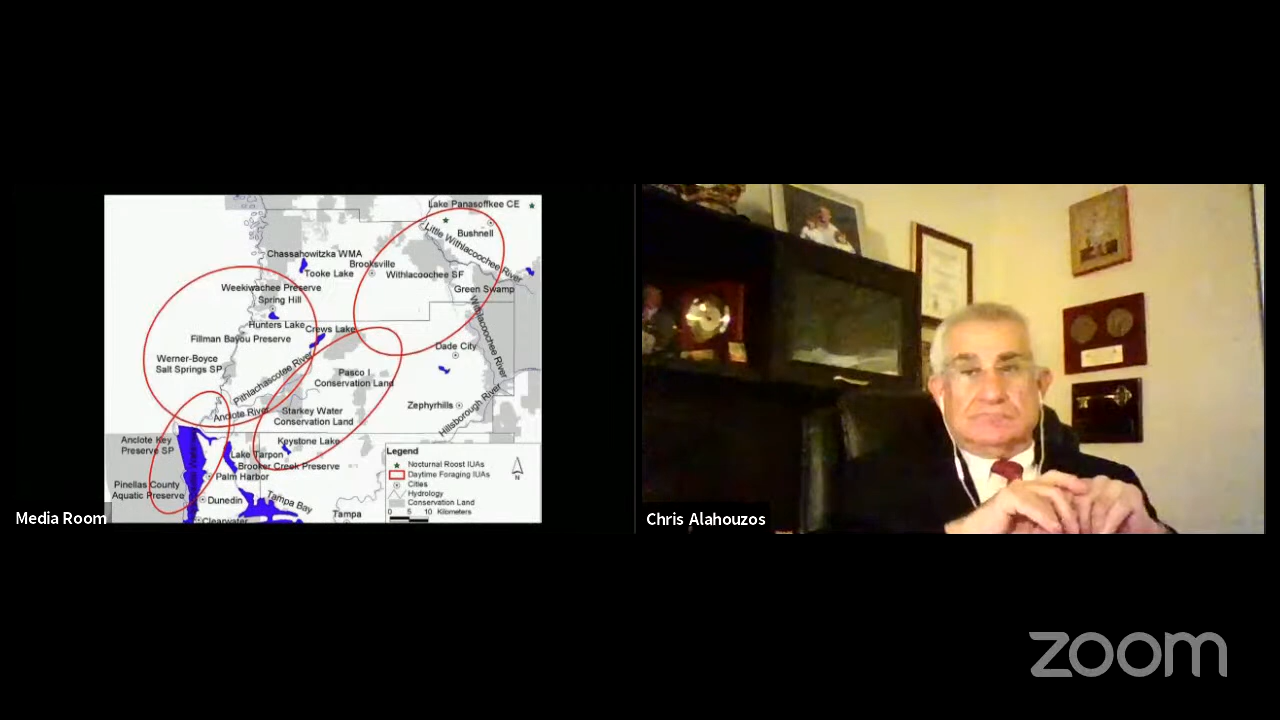 Lake Panasoffkee CE
Bushnell
Little Withlacoochee River
Chassahowitzka WMA
Brooksville
Tooke Lake
Withlacoochee SF
Weekiwachee Preserve
Green Swamp
Spring Hill
Withlacoochee River
Hunters Lake
Crews Lake
Fillman Bayou Preserve
Dade City
Werner-Boyce
Salt Springs SP
Pithlachascotee River
Pasco I
Conservation Land
Anclote River
Starkey Water
Conservation Land
Zephyrhills
Hillsborough River
Anclote Key
Preserve SP
Keystone Lake
Lake Tarpon
Brooker Creek Preserve
Palm Harbor
Pinellas County
Aquatic Preserve
Dunedin
Tampa Bay
Clearwater
Tampa
Legend
Nocturnal Roost IUAs
Daytime Foraging IUAs
Cities
Hydrology
Conservation Land
0 5 10 Kilometers
N
Media Room
Chris Alahouzos
zoom